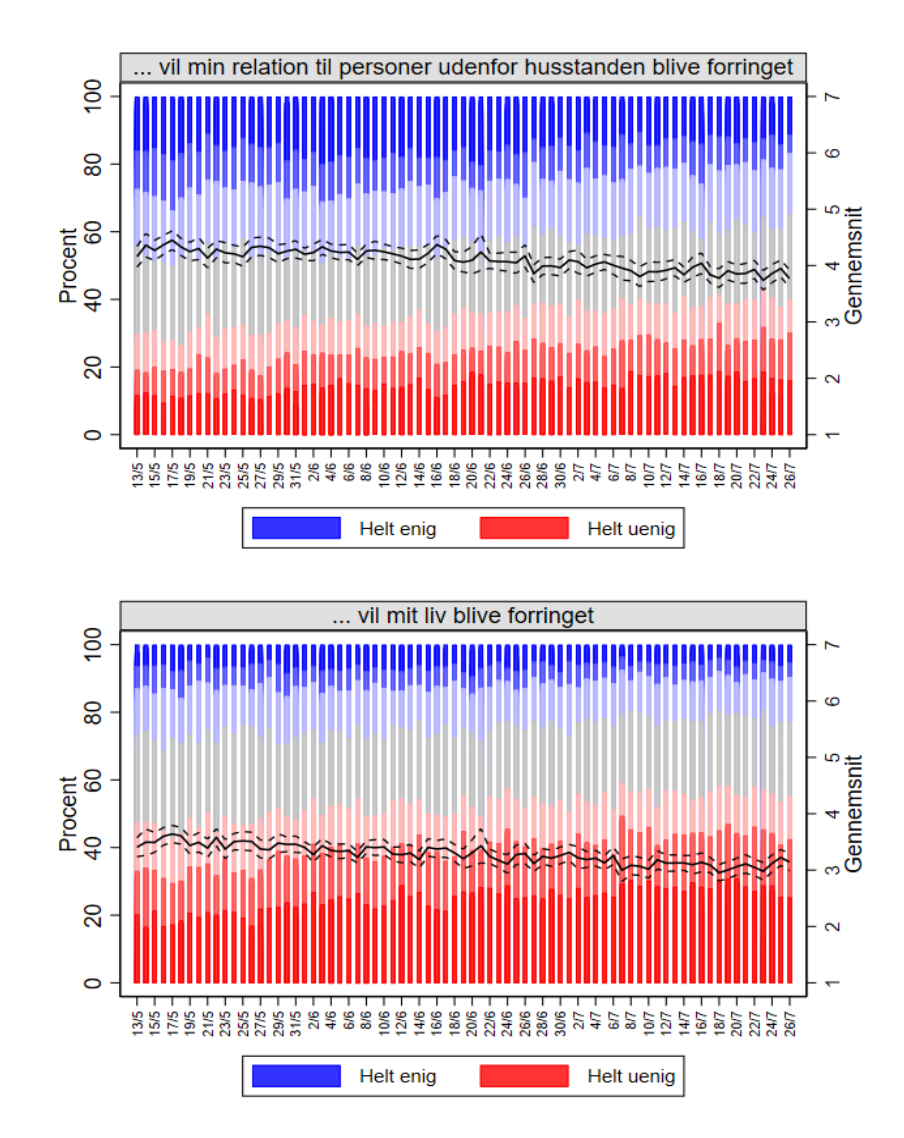 ... vil min relation til personer udenfor husstanden blive forringet
100
80
60
40
20
0
Procent
7
6
5
4
3
2
1
Gennemsnit
13/5 15/5 17/5 19/5 21/5 23/5 25/5 27/5 29/5 31/5 2/6 4/6 6/6 8/6 10/6 12/6 14/6 16/6 18/6 20/6 22/6 24/6 26/6 28/6 30/6 2/7 4/7 6/7 8/7 10/7 12/7 14/7 16/7 18/7 20/7 22/7 24/7 26/7
Helt enig Helt uenig
... vil mit liv blive forringet
100
80
60
40
20
0
Procent
7
6
5
4
3
2
1
Gennemsnit
13/5 15/5 17/5 19/5 21/5 23/5 25/5 27/5 29/5 31/5 2/6 4/6 6/6 8/6 10/6 12/6 14/6 16/6 18/6 20/6 22/6 24/6 26/6 28/6 30/6 2/7 4/7 6/7 8/7 10/7 12/7 14/7 16/7 18/7 20/7 22/7 24/7 26/7
Helt enig Helt uenig